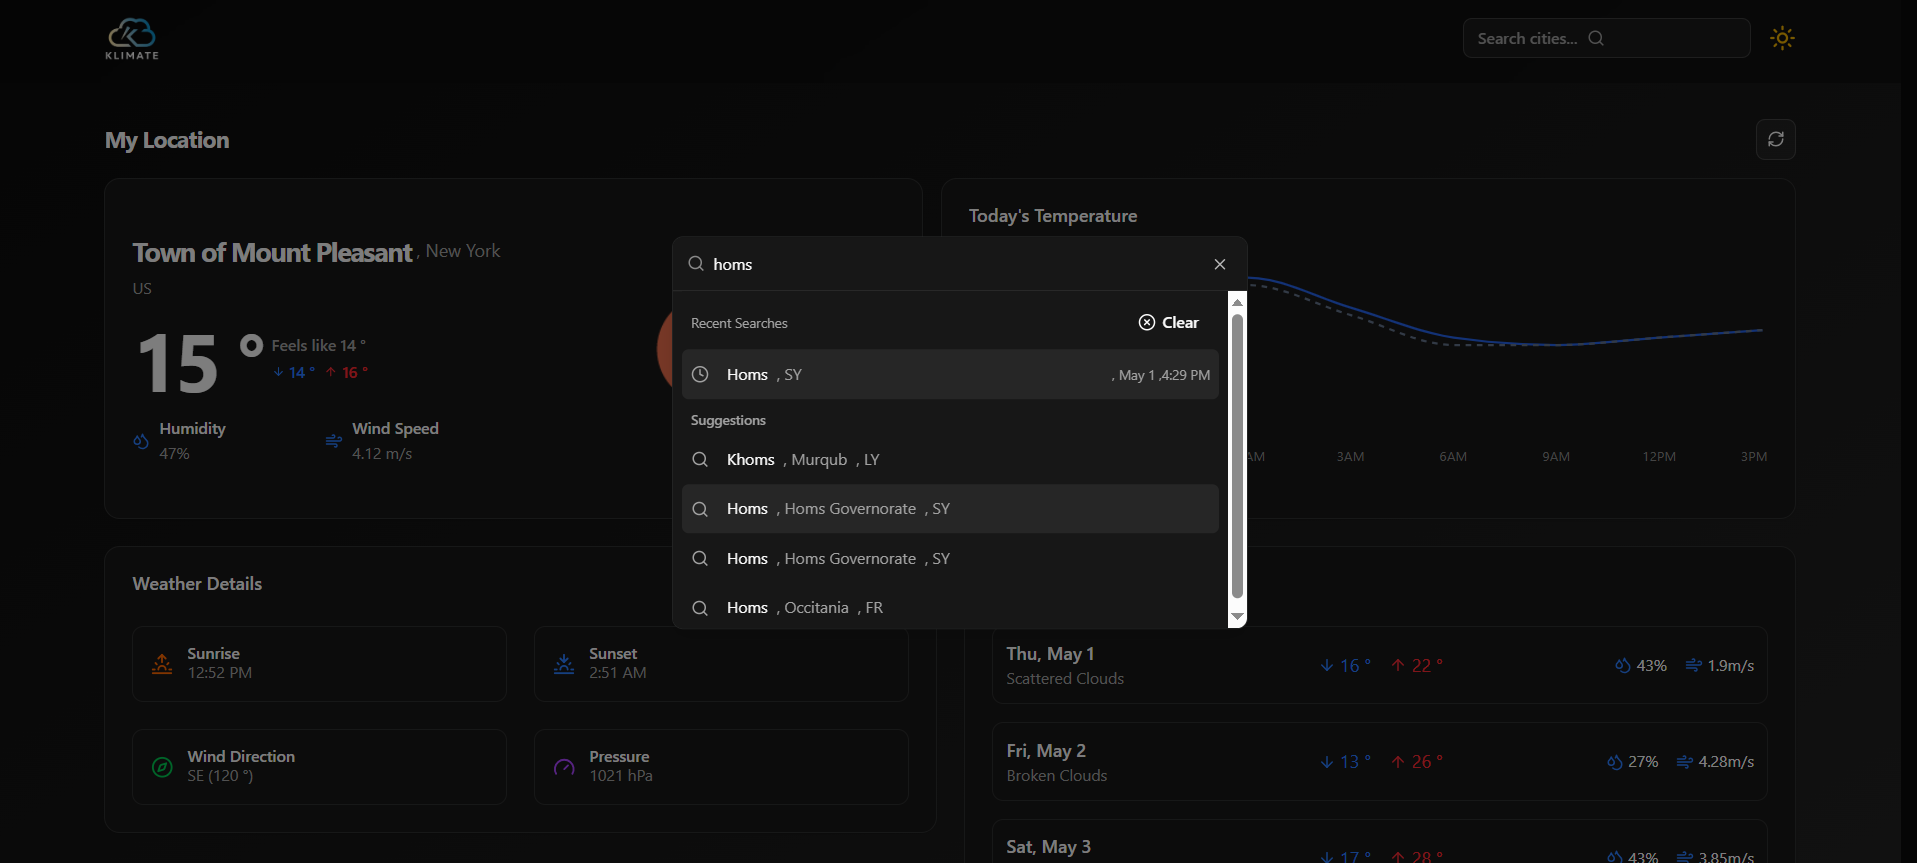 KLIMATE
Search cities...
My Location
Town of Mount Pleasant , New York
US
15
Feels like 14 °
↓ 14 ° ↑ 16 °
Humidity
47%
Wind Speed
4.12 m/s
Today's Temperature
AM 3AM 6AM 9AM 12PM 3PM
homs
Recent Searches
Clear
Homs , SY , May 1 ,4:29 PM
Suggestions
Khoms , Murqub , LY
Homs , Homs Governorate , SY
Homs , Homs Governorate , SY
Homs , Occitania , FR
Weather Details
Sunrise
12:52 PM
Sunset
2:51 AM
Wind Direction
SE (120 °)
Pressure
1021 hPa
Thu, May 1
Scattered Clouds
↓ 16 ° ↑ 22 ° 43% 1.9m/s
Fri, May 2
Broken Clouds
↓ 13 ° ↑ 26 ° 27% 4.28m/s
Sat, May 3
↓ 17 ° ↑ 28 ° 43% 3.85m/s